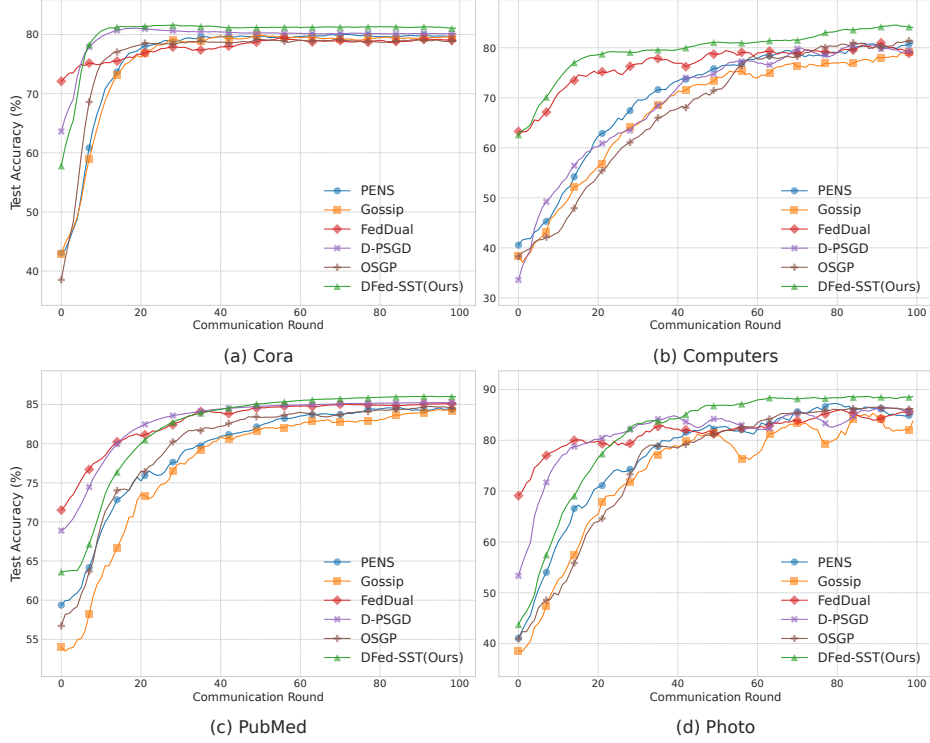 Test Accuracy (%)
80
70
60
50
40
PENS
Gossip
FedDual
D-PSGD
OSGP
DFed-SST(Ours)
0 20 40 60 80 100
Communication Round
(a) Cora
90
80
70
60
50
40
30
PENS
Gossip
FedDual
D-PSGD
OSGP
DFed-SST(Ours)
0 20 40 60 80 100
Communication Round
(b) Computers
Test Accuracy (%)
85
80
75
70
65
60
55
PENS
Gossip
FedDual
D-PSGD
OSGP
DFed-SST(Ours)
0 20 40 60 80 100
Communication Round
(c) PubMed
90
80
70
60
50
40
PENS
Gossip
FedDual
D-PSGD
OSGP
DFed-SST(Ours)
0 20 40 60 80 100
Communication Round
(d) Photo